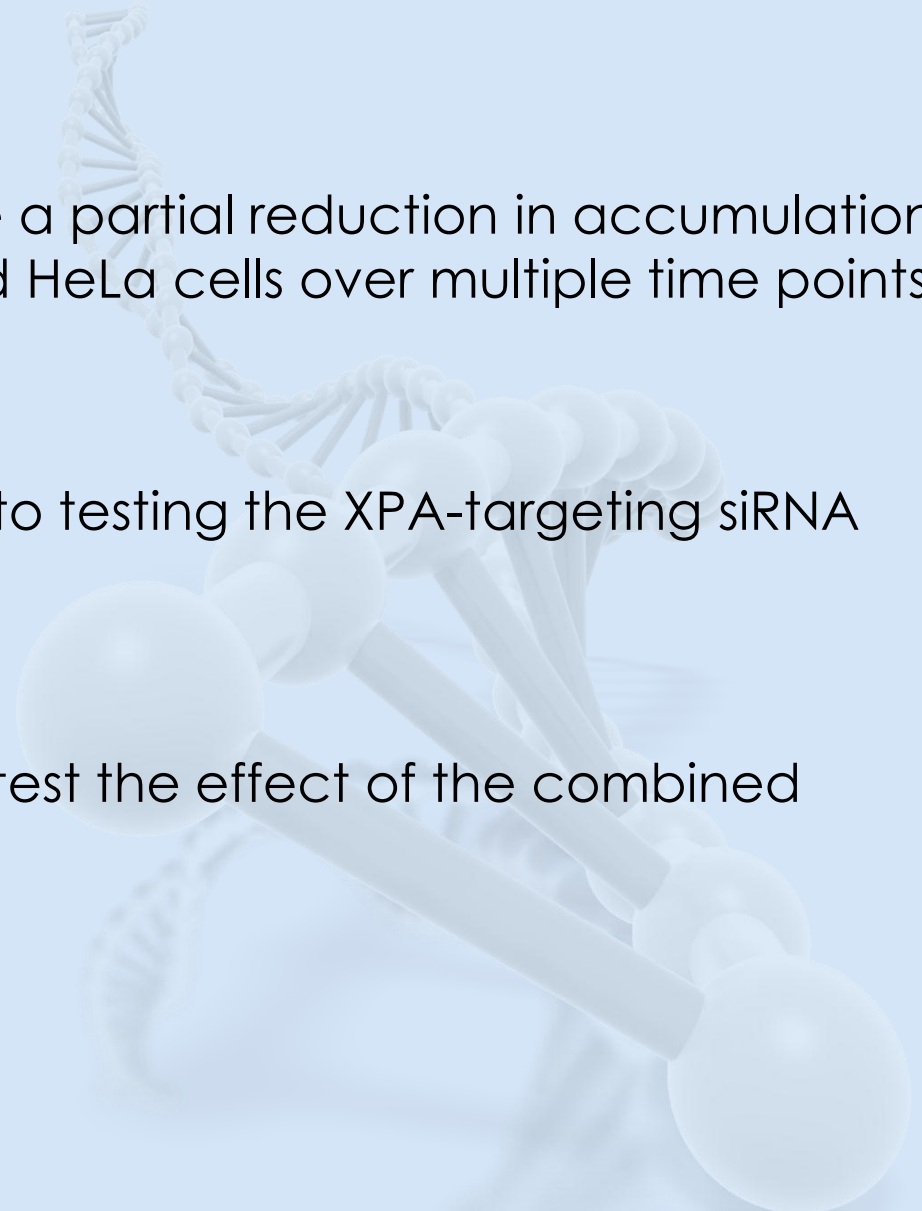 a partial reduction in accumulation
HeLa cells over multiple time points
to testing the XPA-targeting siRNA
test the effect of the combined